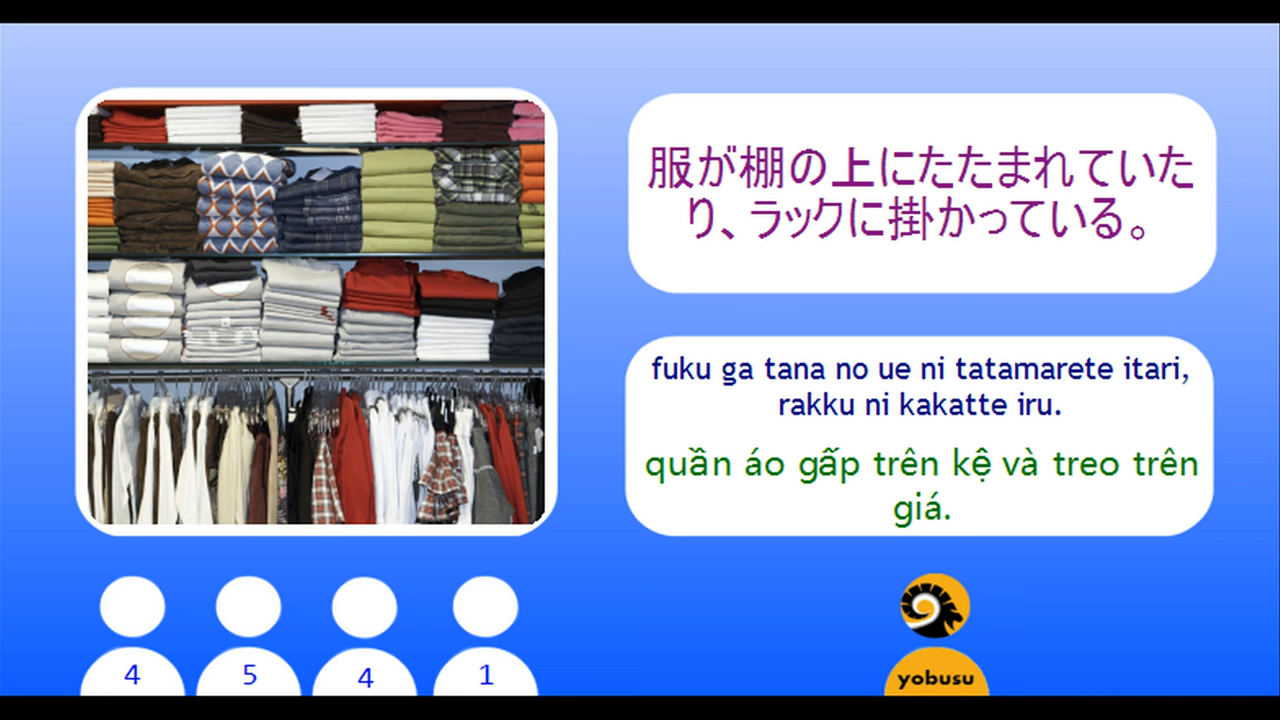 服が棚の上にたたまれていた
り、ラックに掛かっている。
fuku ga tana no ue ni tatamarete itari,
rakku ni kakatte iru.
quần áo gấp trên kệ và treo trên
giá.
4 5 4 1
yobusu